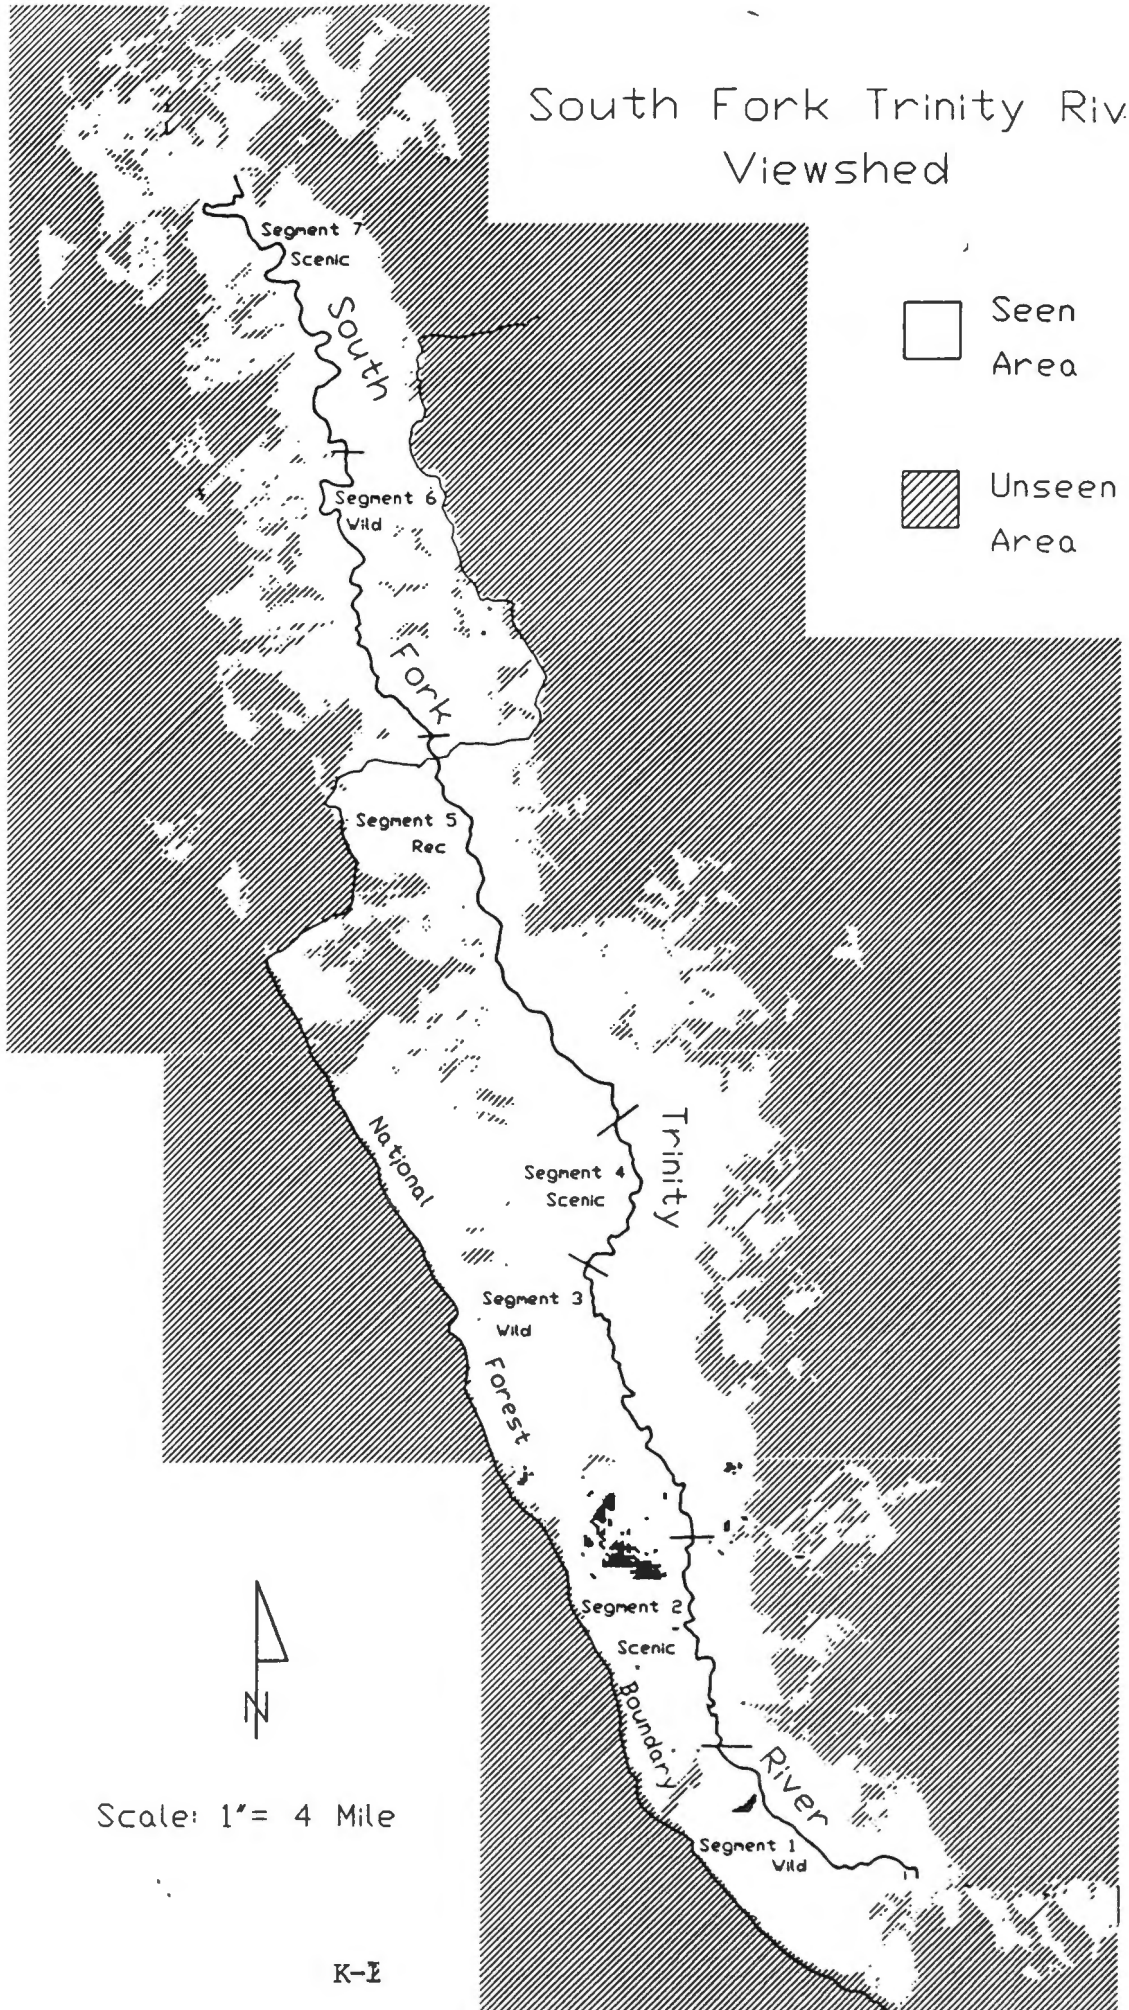 South Fork Trinity Riv
Viewshed
Seen
Area
Unseen
Area
Segment 7
Scenic
South
Segment 6
Wild
Fork
Segment 5
Rec
National
Trinity
Segment 4
Scenic
Segment 3
Wild
Forest
Segment 2
Scenic
Boundary
River
Segment 1
Wild
N
Scale: 1"= 4 Mile